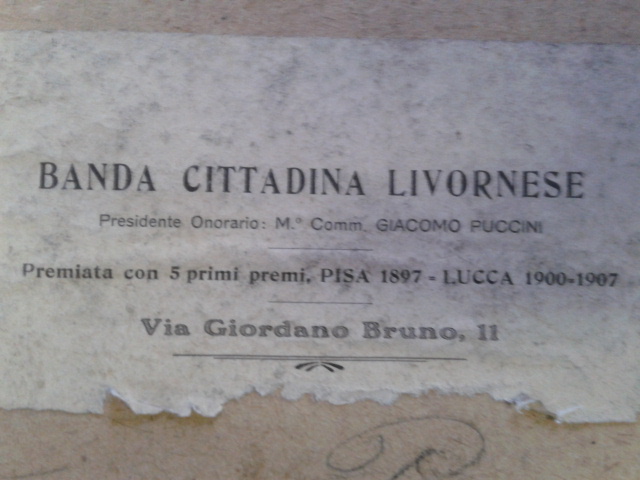 BANDA CITTADINA LIVORNESE
Presidente Onorario: M.° Comm. GIACOMO PUCCINI
Premiata con 5 primi premi, PISA 1897 - LUCCA 1900-1907
Via Giordano Bruno, 11